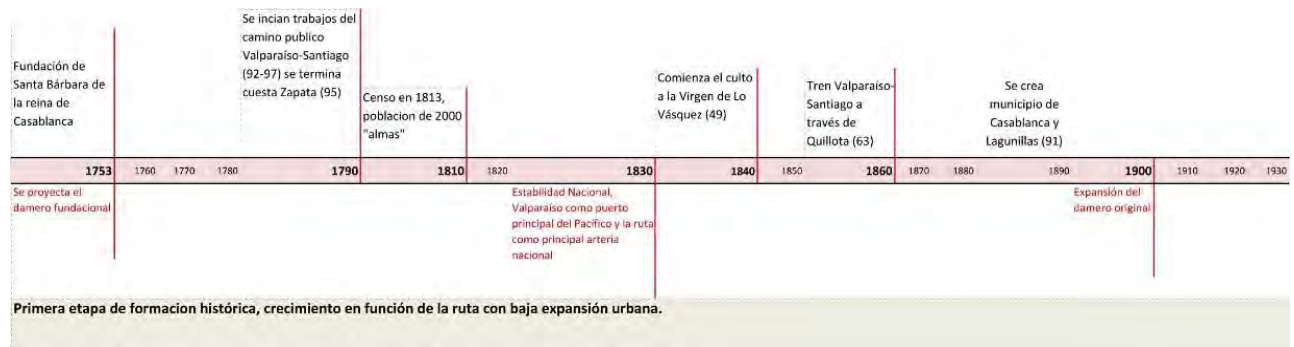 Se incian trabajos del
camino publico
Valparaíso-Santiago
(92-97) se termina
cuesta Zapata (95)
Fundación de
Santa Bárbara de
la reina de
Casablanca
Censo en 1813,
poblacion de 2000
"almas"
Comienza el culto
a la Virgen de Lo
Vásquez (49)
Tren Valparaíso-
Santiago a
través de
Quillota (63)
Se crea
municipio de
Casablanca y
Lagunillas (91)
1753 1760 1770 1780 1790 1810 1820 1830 1840 1850 1860 1870 1880 1890 1900 1910 1920 1930
Se proyecta el
damero fundacional
Estabilidad Nacional,
Valparaíso como puerto
principal del Pacífico y la ruta
como principal arteria
nacional
Expansión del
damero original
Primera etapa de formacion histórica, crecimiento en función de la ruta con baja expansión urbana.